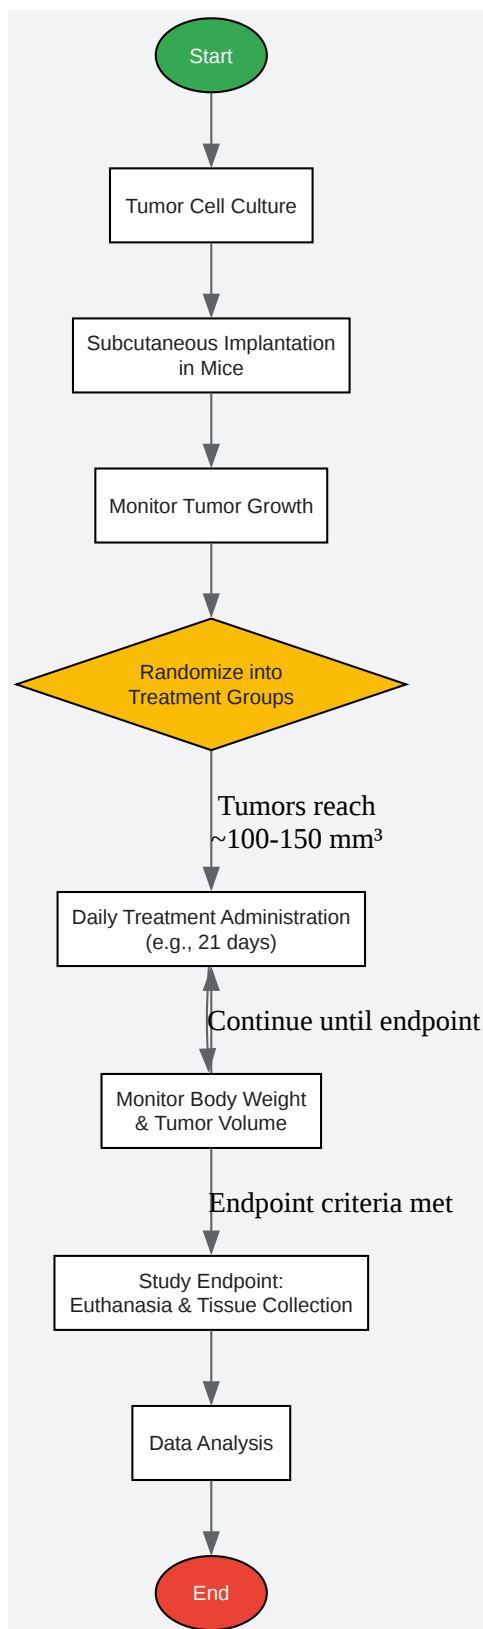 Start
Tumor Cell Culture
Subcutaneous Implantation
in Mice
Monitor Tumor Growth
Randomize into
Treatment Groups
Tumors reach
~100-150 mm³
Daily Treatment Administration
(e.g., 21 days)
Continue until endpoint
Monitor Body Weight
& Tumor Volume
Endpoint criteria met
Study Endpoint:
Euthanasia & Tissue Collection
Data Analysis
End